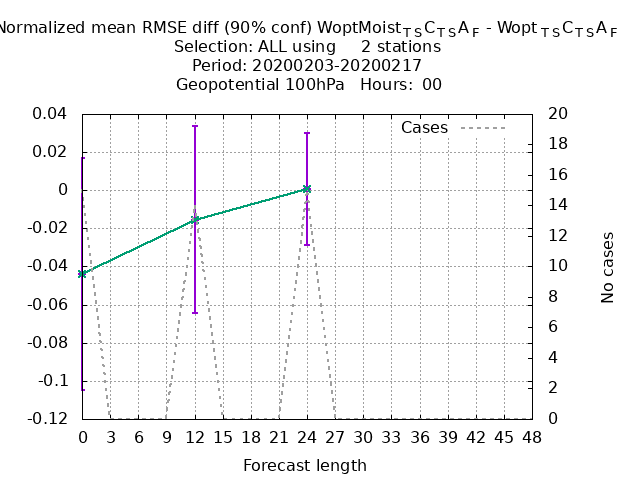 Normalized mean RMSE diff (90% conf) WoptMoist_TSC_TSA_F - Wopt_TSC_TSA_F
Selection: ALL using 2 stations
Period: 20200203-20200217
Geopotential 100hPa Hours: 00
Cases
0.04
0.02
0
-0.02
-0.04
-0.06
-0.08
-0.1
-0.12
20
18
16
14
12
10
8
6
4
2
0
No cases
0 3 6 9 12 15 18 21 24 27 30 33 36 39 42 45 48
Forecast length